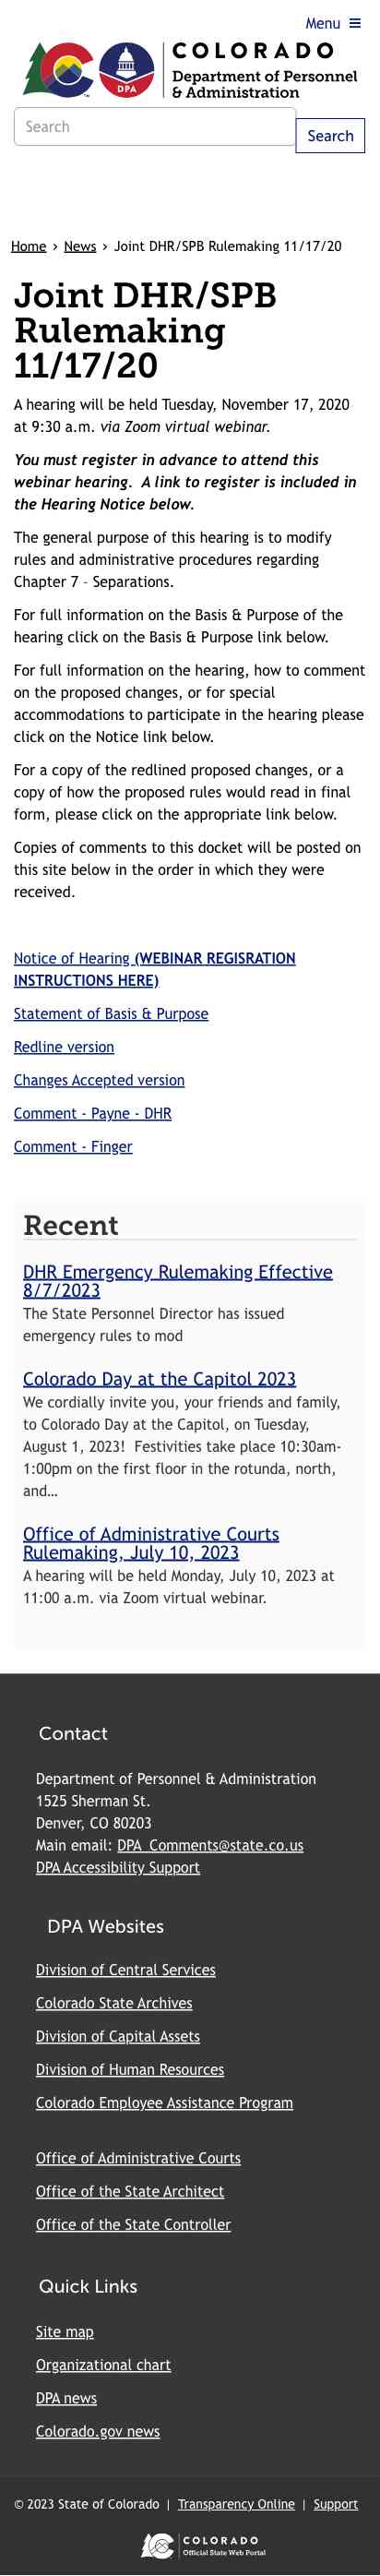 Menu
COLORADO
DPA
Department of Personnel
& Administration
Search
Search
Home › News › Joint DHR/SPB Rulemaking 11/17/20
Joint DHR/SPB
Rulemaking
11/17/20
A hearing will be held Tuesday, November 17, 2020
at 9:30 a.m. via Zoom virtual webinar.
You must register in advance to attend this
webinar hearing.  A link to register is included in
the Hearing Notice below.
The general purpose of this hearing is to modify
rules and administrative procedures regarding
Chapter 7 – Separations.
For full information on the Basis & Purpose of the
hearing click on the Basis & Purpose link below.
For full information on the hearing, how to comment
on the proposed changes, or for special
accommodations to participate in the hearing please
click on the Notice link below.
For a copy of the redlined proposed changes, or a
copy of how the proposed rules would read in final
form, please click on the appropriate link below.
Copies of comments to this docket will be posted on
this site below in the order in which they were
received.
Notice of Hearing (WEBINAR REGISRATION
INSTRUCTIONS HERE)
Statement of Basis & Purpose
Redline version
Changes Accepted version
Comment - Payne - DHR
Comment - Finger
Recent
DHR Emergency Rulemaking Effective
8/7/2023
The State Personnel Director has issued
emergency rules to mod
Colorado Day at the Capitol 2023
We cordially invite you, your friends and family,
to Colorado Day at the Capitol, on Tuesday,
August 1, 2023!  Festivities take place 10:30am-
1:00pm on the first floor in the rotunda, north,
and…
Office of Administrative Courts
Rulemaking, July 10, 2023
A hearing will be held Monday, July 10, 2023 at
11:00 a.m. via Zoom virtual webinar.
Contact
Department of Personnel & Administration
1525 Sherman St.
Denver, CO 80203
Main email: DPA_Comments@state.co.us
DPA Accessibility Support
DPA Websites
Division of Central Services
Colorado State Archives
Division of Capital Assets
Division of Human Resources
Colorado Employee Assistance Program
Office of Administrative Courts
Office of the State Architect
Office of the State Controller
Quick Links
Site map
Organizational chart
DPA news
Colorado.gov news
© 2023 State of Colorado | Transparency Online | Support
COLORADO
Official State Web Portal